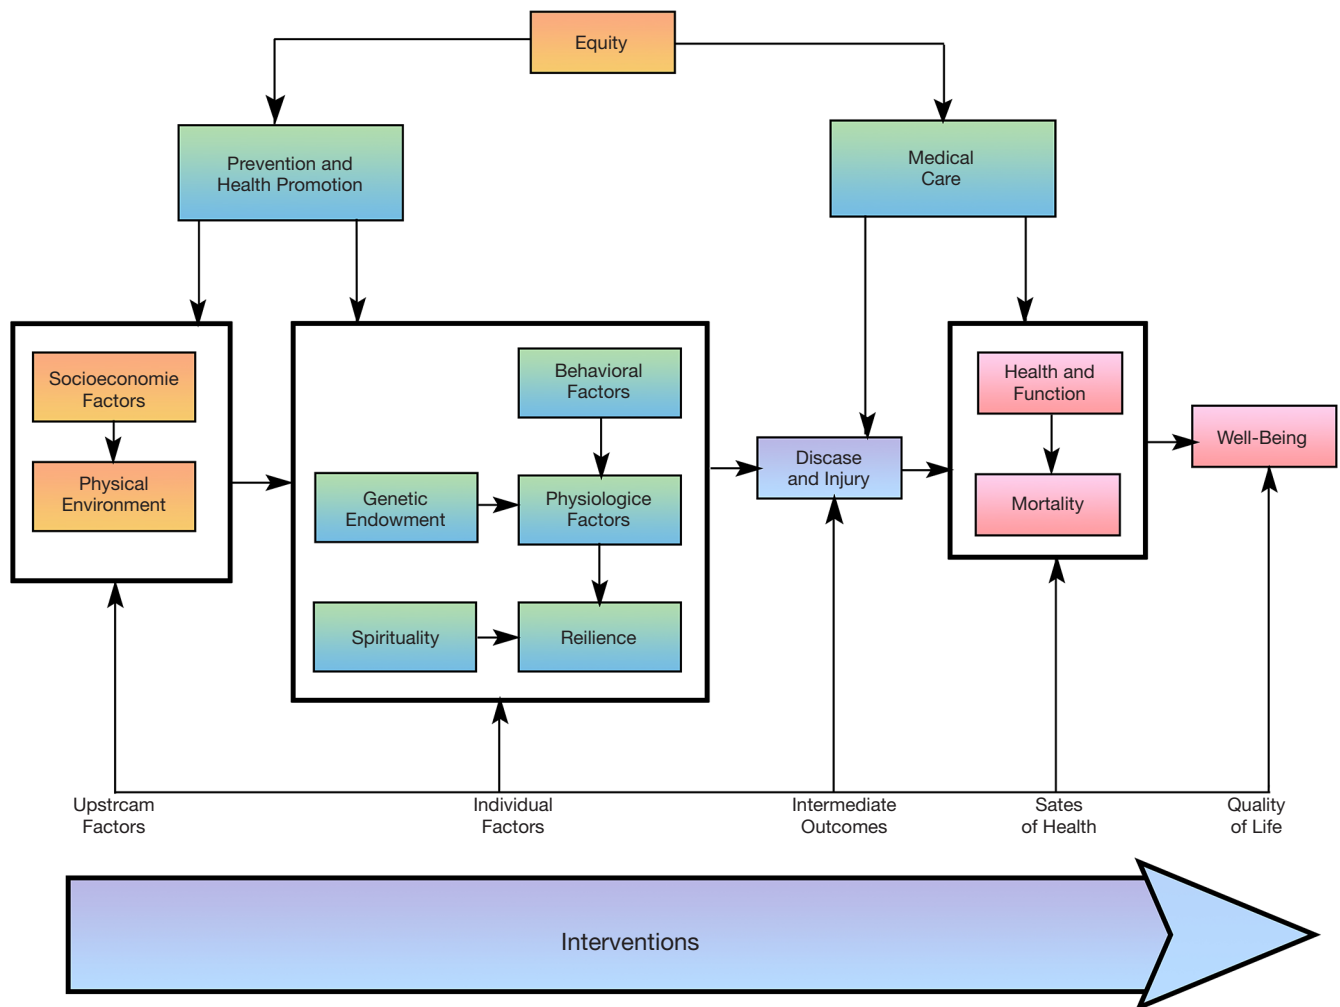 Equity
Prevention and
Health Promotion
Medical
Care
Socioeconomie
Factors
Physical
Environment
Behavioral
Factors
Genetic
Endowment
Physiologice
Factors
Spirituality
Reilience
Disease
and Injury
Health and
Function
Mortality
Well-Being
Upstrcam
Factors
Individual
Factors
Intermediate
Outcomes
Sates
of Health
Quality
of Life
Interventions